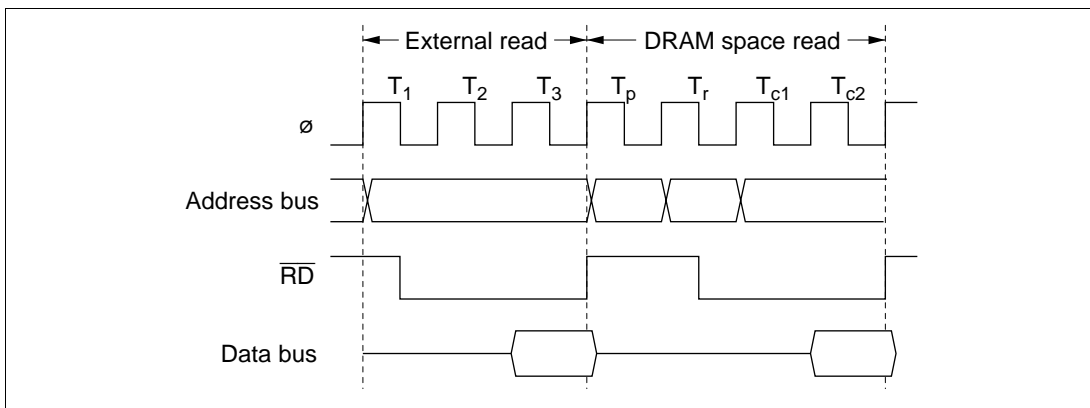 External read DRAM space read
T1 T2 T3 Tp Tr Tc1 Tc2
ø
Address bus
RD
Data bus